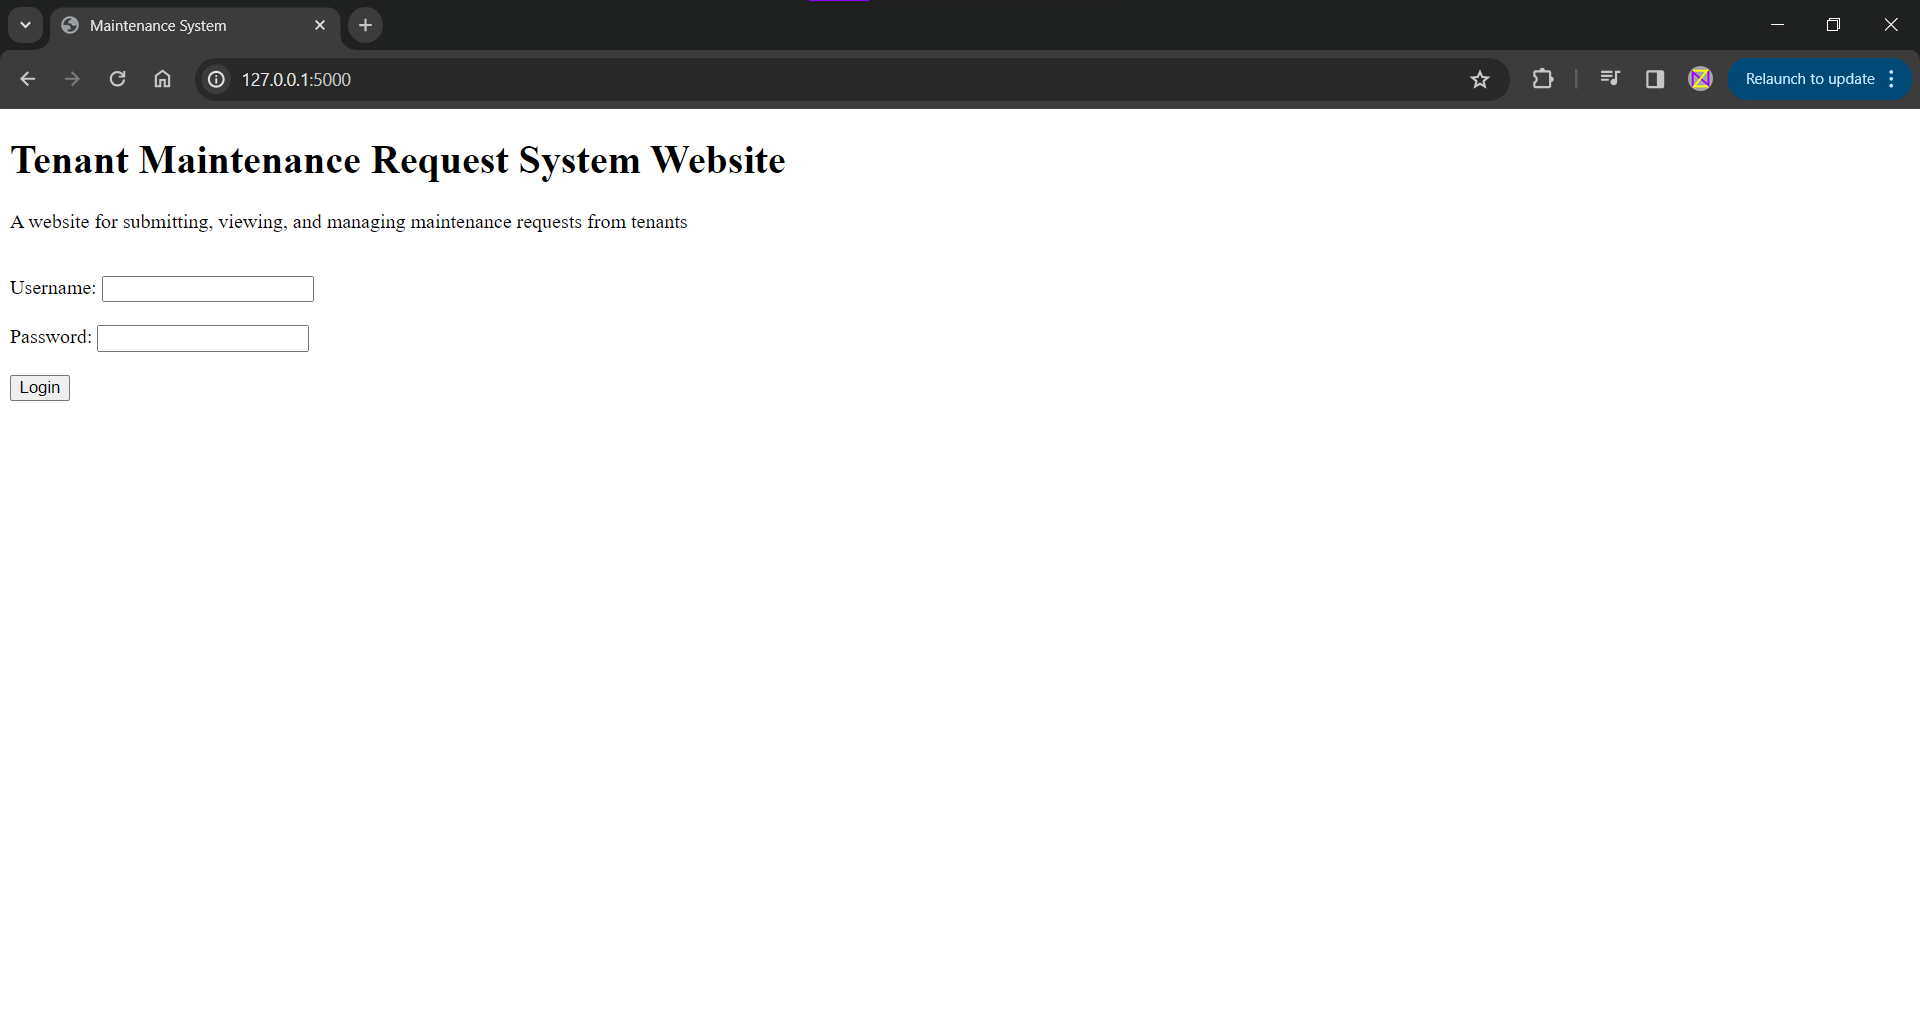 Maintenance System
127.0.0.1:5000
Relaunch to update
Tenant Maintenance Request System Website
A website for submitting, viewing, and managing maintenance requests from tenants
Username:
Password:
Login